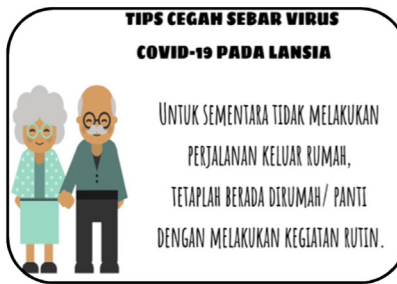 TIPS CEGAH SEBAR VIRUS
COVID-19 PADA LANSIA
UNTUK SEMENTARA TIDAK MELAKUKAN
PERJALANAN KELUAR RUMAH,
TETAPLAH BERADA DIRUMAH/ PANTI
DENGAN MELAKUKAN KEGIATAN RUTIN.